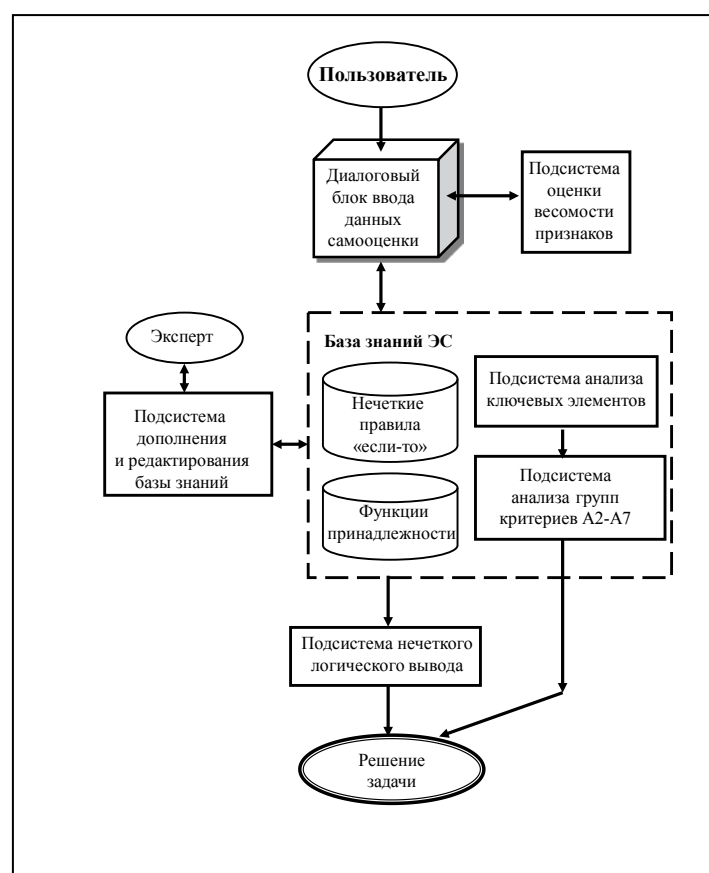 Пользователь
Диалоговый
блок ввода
данных
самооценки
Подсистема
оценки
весомости
признаков
Эксперт
База знаний ЭС
Нечеткие
правила
«если-то»
Подсистема анализа
ключевых элементов
Подсистема
дополнения
и редактирования
базы знаний
Подсистема
анализа групп
критериев А2-А7
Функции
принадлежности
Подсистема нечеткого
логического вывода
Решение
задачи